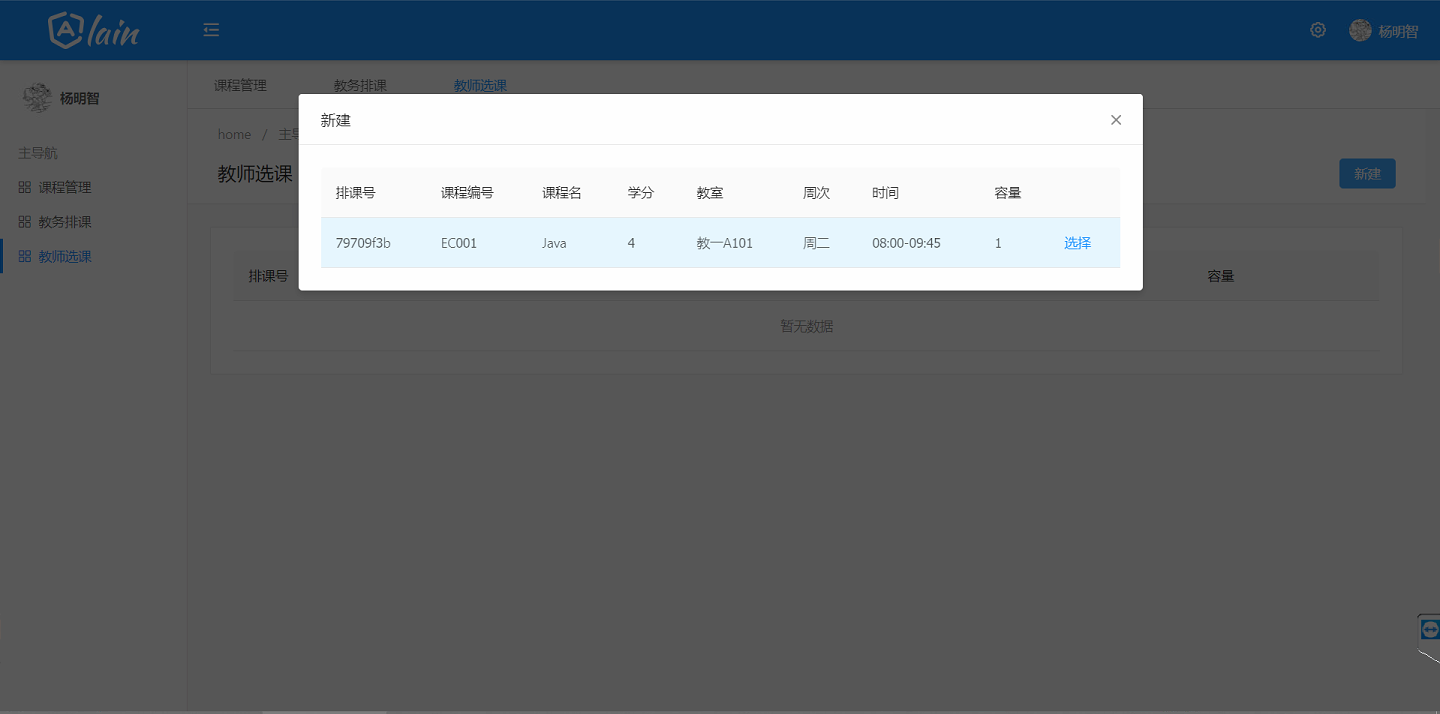 Alain
杨明智
杨明智
主导航
课程管理
教务排课
教师选课
课程管理 教务排课 教师选课
home / 主导
教师选课
新建
新建
排课号 课程编号 课程名 学分 教室 周次 时间 容量
79709f3b EC001 Java 4 教一A101 周二 08:00-09:45 1 选择
排课号 容量
暂无数据